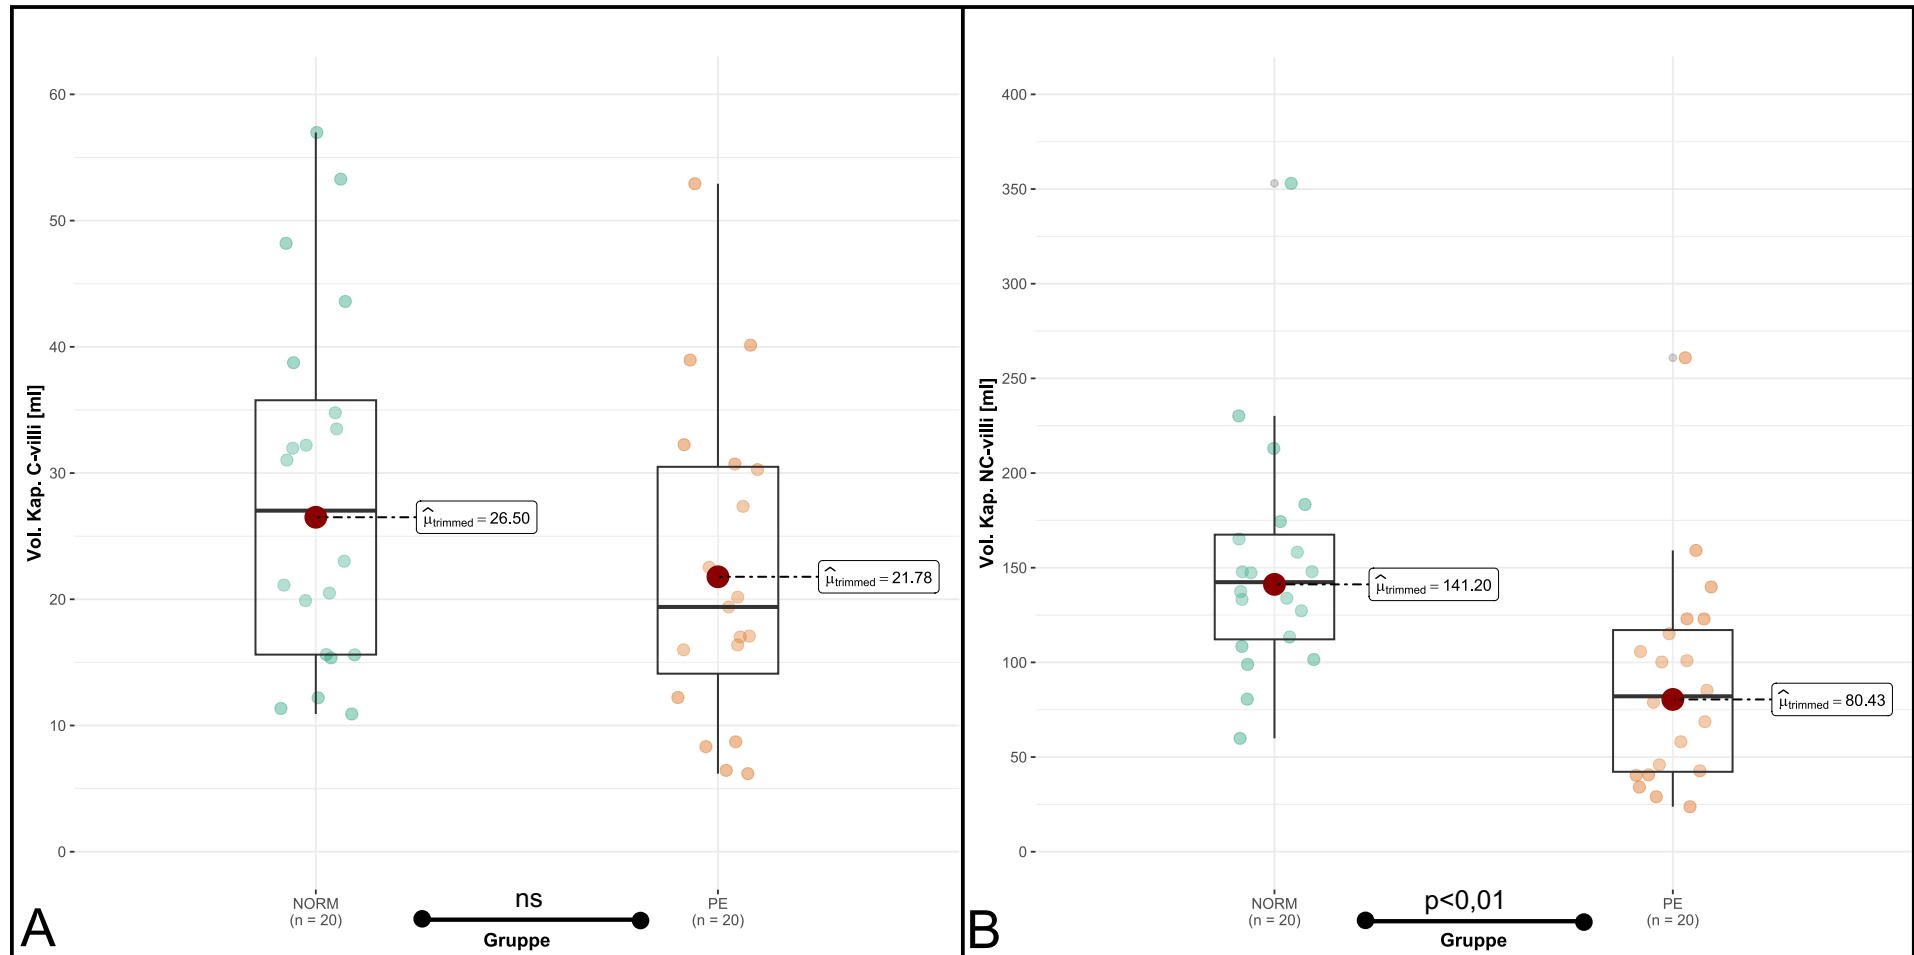 60
50
40
30
20
10
0
Vol. Kap. C-villi [ml]
μ̂trimmed = 26.50
μ̂trimmed = 21.78
NORM
(n = 20)
PE
(n = 20)
ns
Gruppe
A
400
350
300
250
200
150
100
50
0
Vol. Kap. NC-villi [ml]
μ̂trimmed = 141.20
μ̂trimmed = 80.43
NORM
(n = 20)
PE
(n = 20)
p<0,01
Gruppe
B